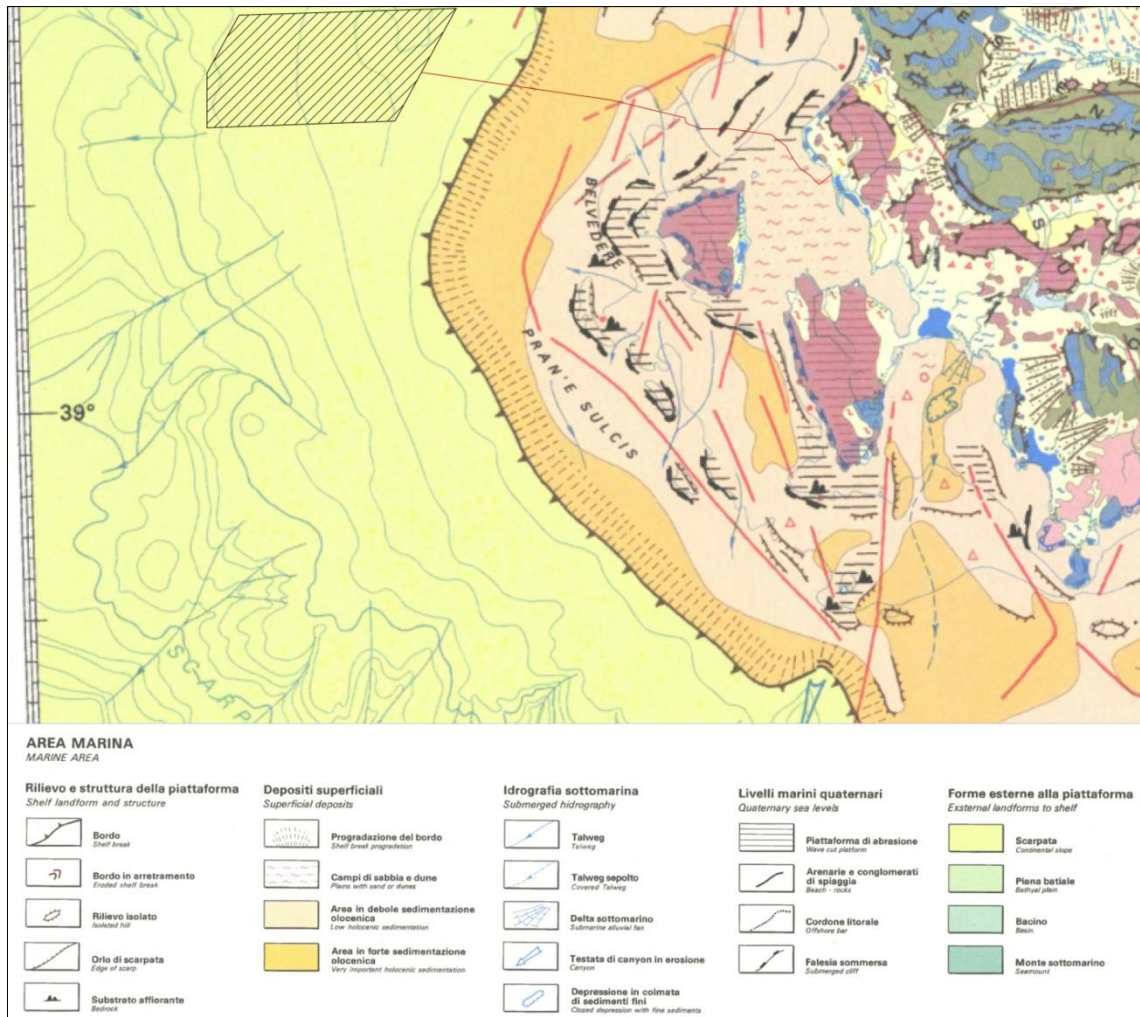 BELVEDERE
PRAN'E SULCIS
39°
SCARP
AREA MARINA
MARINE AREA
Rilievo e struttura della piattaforma
Shelf landform and structure
Bordo
Shelf break
Bordo in arretramento
Eroded shelf break
Rilievo isolato
Isolated hill
Orlo di scarpata
Edge of scarp
Substrato affiorante
Bedrock
Depositi superficiali
Superficial deposits
Progradazione del bordo
Shelf break progradation
Campi di sabbia e dune
Plains with sand or dunes
Area in debole sedimentazione
olocenica
Low holocenic sedimentation
Area in forte sedimentazione
olocenica
Very important holocenic sedimentation
Idrografia sottomarina
Submerged hidrography
Talweg
Talweg
Talweg sepolto
Covered Talweg
Delta sottomarino
Submarine alluvial fan
Testata di canyon in erosione
Canyon
Depressione in colmata
di sedimenti fini
Closed depression with fine sediments
Livelli marini quaternari
Quaternary sea levels
Piattaforma di abrasione
Wave cut platform
Arenarie e conglomerati
di spiaggia
Beach - rocks
Cordone litorale
Offshore bar
Falesia sommersa
Submerged cliff
Forme esterne alla piattaforma
Exsternal landforms to shelf
Scarpata
Continental slope
Piana batiale
Bathyal plain
Bacino
Basin
Monte sottomarino
Seamount